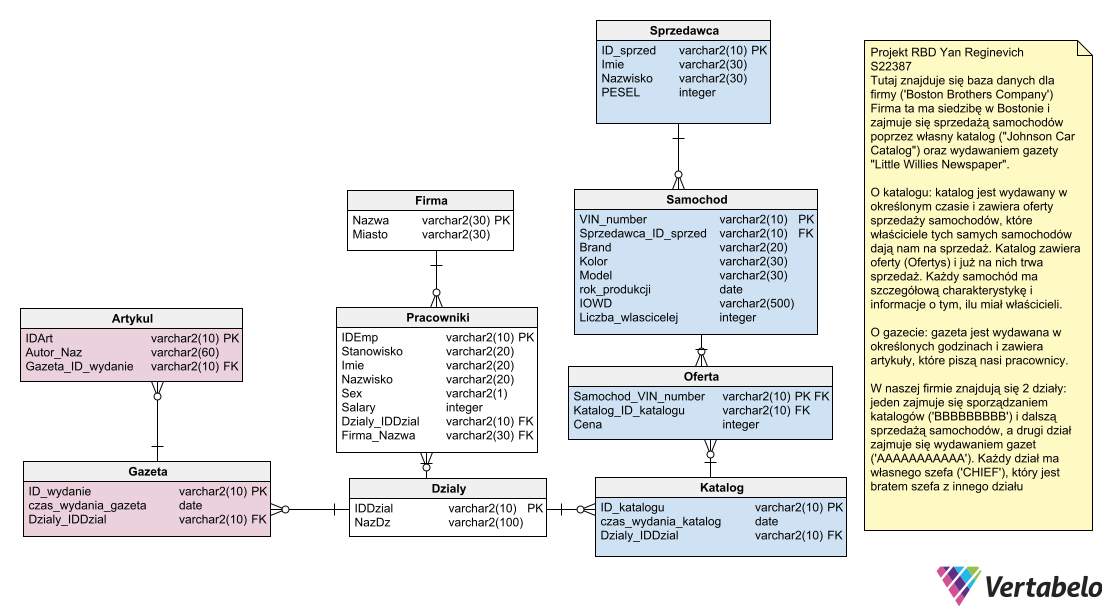 Sprzedawca
ID_sprzed varchar2(10) PK
Imie varchar2(30)
Nazwisko varchar2(30)
PESEL integer
Firma
Nazwa varchar2(30) PK
Miasto varchar2(30)
Samochod
VIN_number varchar2(10) PK
Sprzedawca_ID_sprzed varchar2(10) FK
Brand varchar2(20)
Kolor varchar2(30)
Model varchar2(30)
rok_produkcji date
IOWD varchar2(500)
Liczba_wlascicelej integer
Artykul
IDArt varchar2(10) PK
Autor_Naz varchar2(60)
Gazeta_ID_wydanie varchar2(10) FK
Pracowniki
IDEmp varchar2(10) PK
Stanowisko varchar2(20)
Imie varchar2(20)
Nazwisko varchar2(20)
Sex varchar2(1)
Salary integer
Dzialy_IDDzial varchar2(10) FK
Firma_Nazwa varchar2(30) FK
Oferta
Samochod_VIN_number varchar2(10) PK FK
Katalog_ID_katalogu varchar2(10) FK
Cena integer
Gazeta
ID_wydanie varchar2(10) PK
czas_wydania_gazeta date
Dzialy_IDDzial varchar2(10) FK
Dzialy
IDDzial varchar2(10) PK
NazDz varchar2(100)
Katalog
ID_katalogu varchar2(10) PK
czas_wydania_katalog date
Dzialy_IDDzial varchar2(10) FK
Projekt RBD Yan Reginevich
S22387
Tutaj znajduje się baza danych dla
firmy ('Boston Brothers Company')
Firma ta ma siedzibę w Bostonie i
zajmuje się sprzedażą samochodów
poprzez własny katalog ("Johnson Car
Catalog") oraz wydawaniem gazety
"Little Willies Newspaper".
O katalogu: katalog jest wydawany w
określonym czasie i zawiera oferty
sprzedaży samochodów, które
właściciele tych samych samochodów
dają nam na sprzedaż. Katalog zawiera
oferty (Ofertys) i już na nich trwa
sprzedaż. Każdy samochód ma
szczegółową charakterystykę i
informacje o tym, ilu miał właścicieli.
O gazecie: gazeta jest wydawana w
określonych godzinach i zawiera
artykuły, które piszą nasi pracownicy.
W naszej firmie znajdują się 2 działy:
jeden zajmuje się sporządzaniem
katalogów ('BBBBBBBBB') i dalszą
sprzedażą samochodów, a drugi dział
zajmuje się wydawaniem gazet
('AAAAAAAAAAA'). Każdy dział ma
własnego szefa ('CHIEF'), który jest
bratem szefa z innego działu
Vertabelo